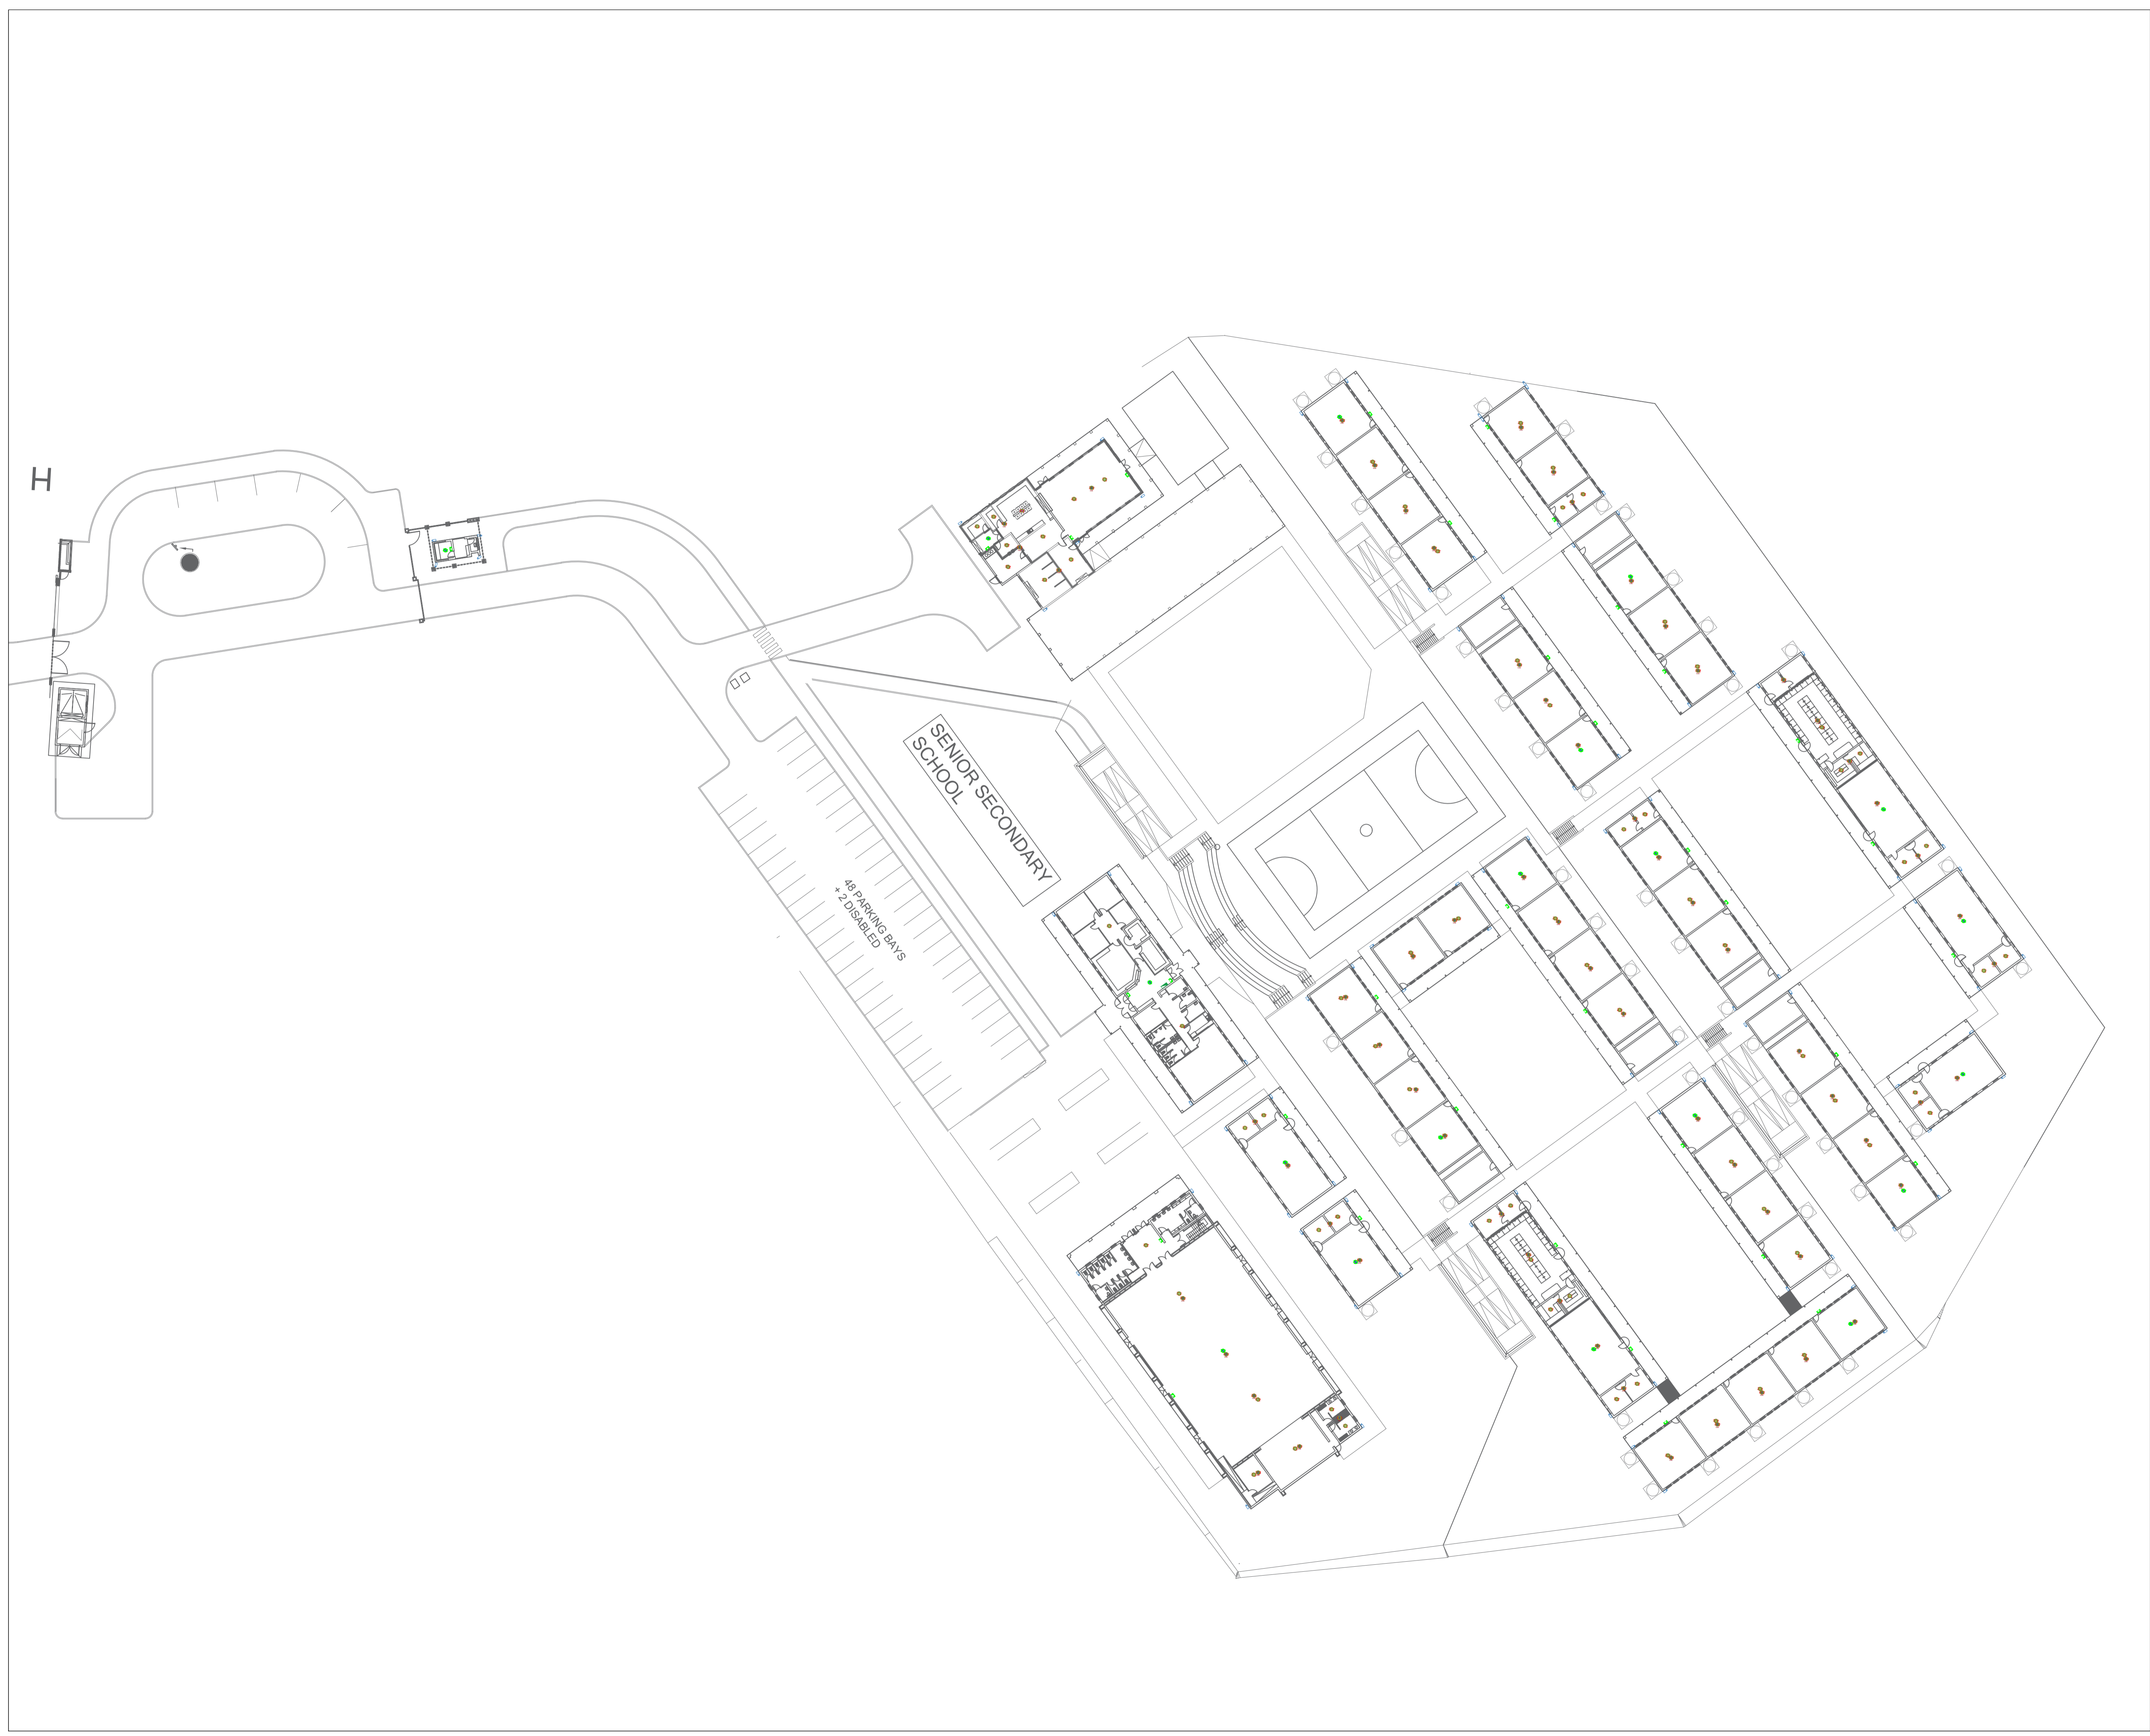 H
SENIOR SECONDARY
SCHOOL
48 PARKING BAYS
+ 2 DISABLED